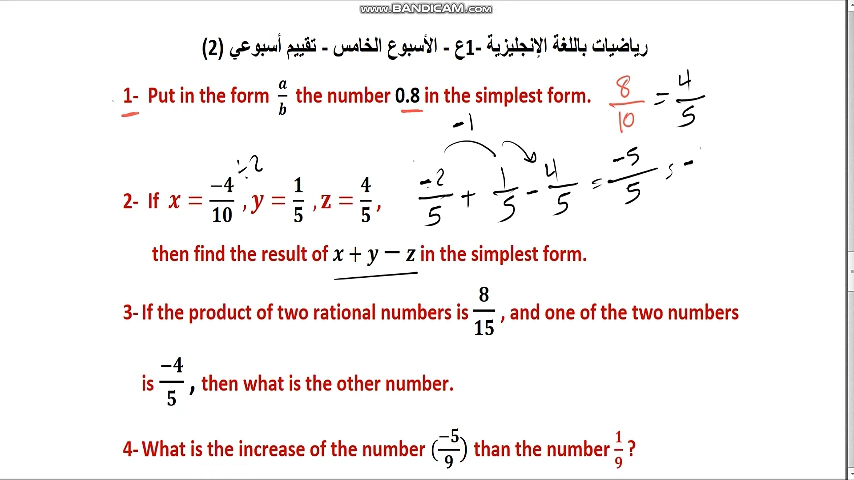 WWW.BANDICAM.COM
رياضيات باللغة الإنجليزية -1ع - الأسبوع الخامس - تقييم أسبوعي (2)
1- Put in the form a/b the number 0.8 in the simplest form. 8/10 = 4/5
-1
÷2
2- If x = -4/10 , y = 1/5 , z = 4/5 , -2/5 + 1/5 - 4/5 = -5/5 = -
then find the result of x + y − z in the simplest form.
3- If the product of two rational numbers is 8/15 , and one of the two numbers
is -4/5 , then what is the other number.
4- What is the increase of the number (-5/9) than the number 1/9 ?